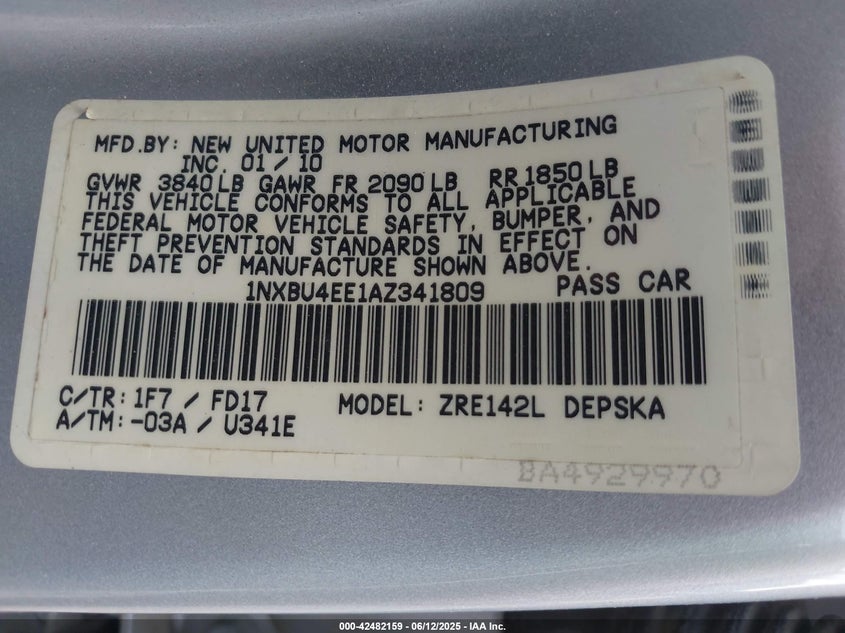 MFD.BY: NEW UNITED MOTOR MANUFACTURING
INC. 01 / 10
GVWR 3840 LB GAWR FR 2090 LB RR 1850 LB
THIS VEHICLE CONFORMS TO ALL APPLICABLE
FEDERAL MOTOR VEHICLE SAFETY, BUMPER, AND
THEFT PREVENTION STANDARDS IN EFFECT ON
THE DATE OF MANUFACTURE SHOWN ABOVE.
1NXBU4EE1AZ341809 PASS CAR
C/TR: 1F7 / FD17 MODEL: ZRE142L DEPSKA
A/TM: -03A / U341E
BA4929970
000-42482159 - 06/12/2025 - IAA, Inc.